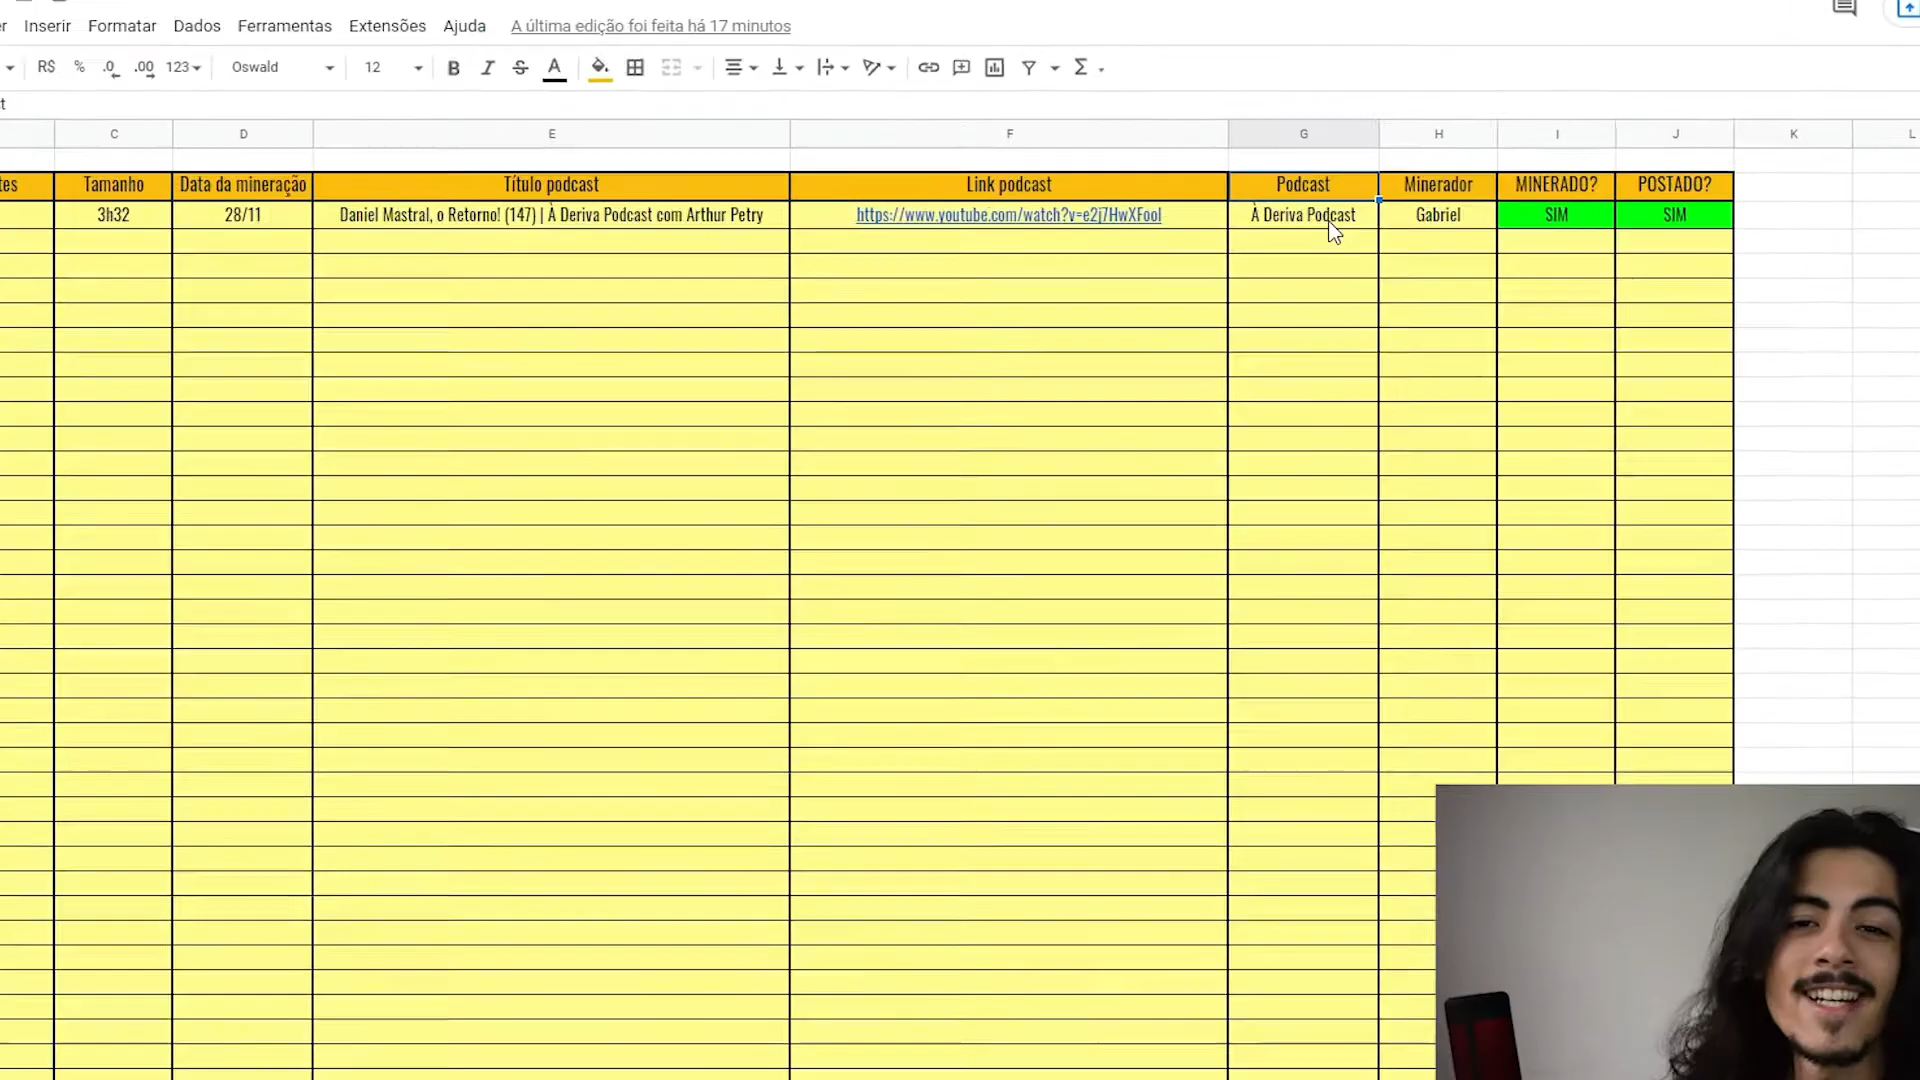 r Inserir Formatar Dados Ferramentas Extensões Ajuda A última edição foi feita há 17 minutos
R$ % .0 .00 123 Oswald 12 B I S A Σ
t
C D E F G H I J K L
tes Tamanho Data da mineração Título podcast Link podcast Podcast Minerador MINERADO? POSTADO?
3h32 28/11 Daniel Mastral, o Retorno! (147) | À Deriva Podcast com Arthur Petry https://www.youtube.com/watch?v=e2j7HwXFooI À Deriva Podcast Gabriel SIM SIM